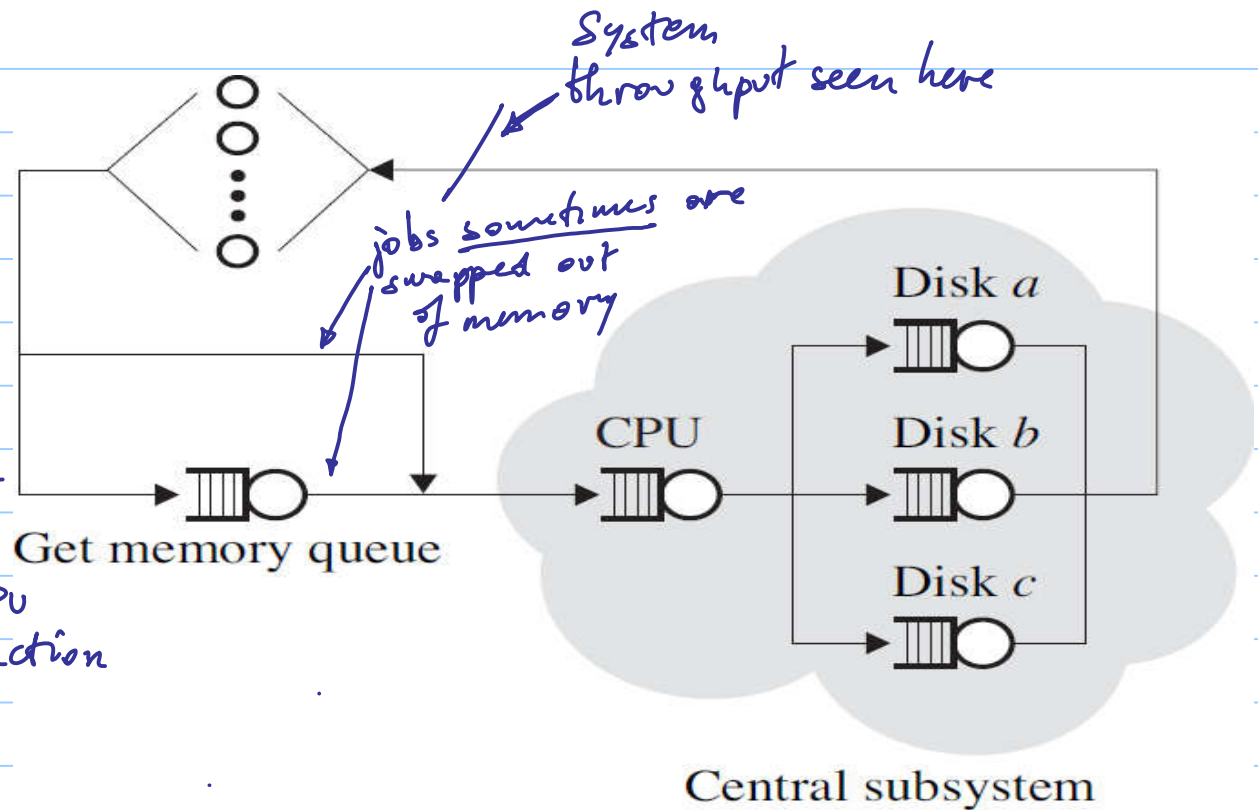 System
throughput seen here
jobs sometimes are
swapped out
of memory
Disk a
CPU
Disk b
Get memory queue
Disk c
Central subsystem